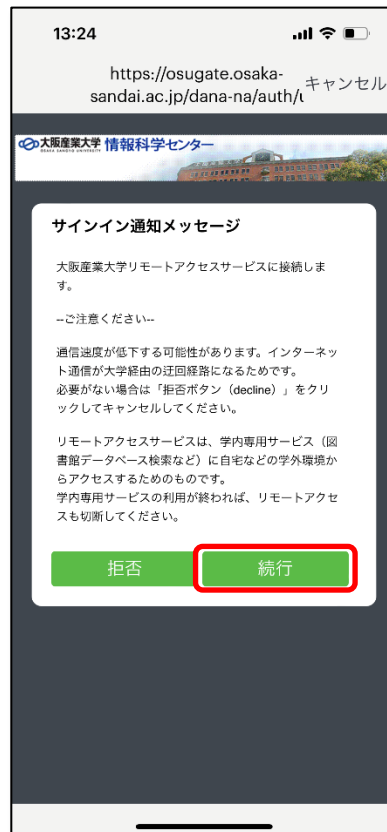 13:24
https://osugate.osaka-
sandai.ac.jp/dana-na/auth/u
キャンセル
大阪産業大学 情報科学センター
OSAKA SANGYO UNIVERSITY
サインイン通知メッセージ
大阪産業大学リモートアクセスサービスに接続しま
す。
--ご注意ください--
通信速度が低下する可能性があります。インターネッ
ト通信が大学経由の迂回経路になるためです。
必要がない場合は「拒否ボタン（decline）」をクリ
ックしてキャンセルしてください。
リモートアクセスサービスは、学内専用サービス（図
書館データベース検索など）に自宅などの学外環境か
らアクセスするためのものです。
学内専用サービスの利用が終われば、リモートアクセ
スも切断してください。
拒否
続行